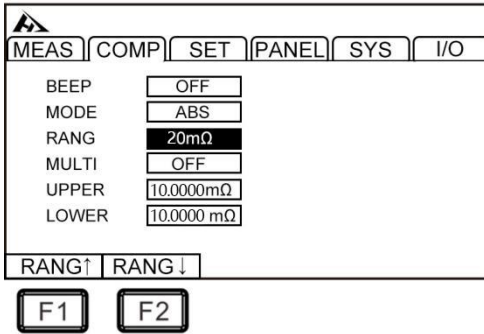 MEAS COMP SET PANEL SYS I/O
BEEP OFF
MODE ABS
RANG 20mΩ
MULTI OFF
UPPER 10.0000mΩ
LOWER 10.0000 mΩ
RANG↑ RANG↓
F1 F2